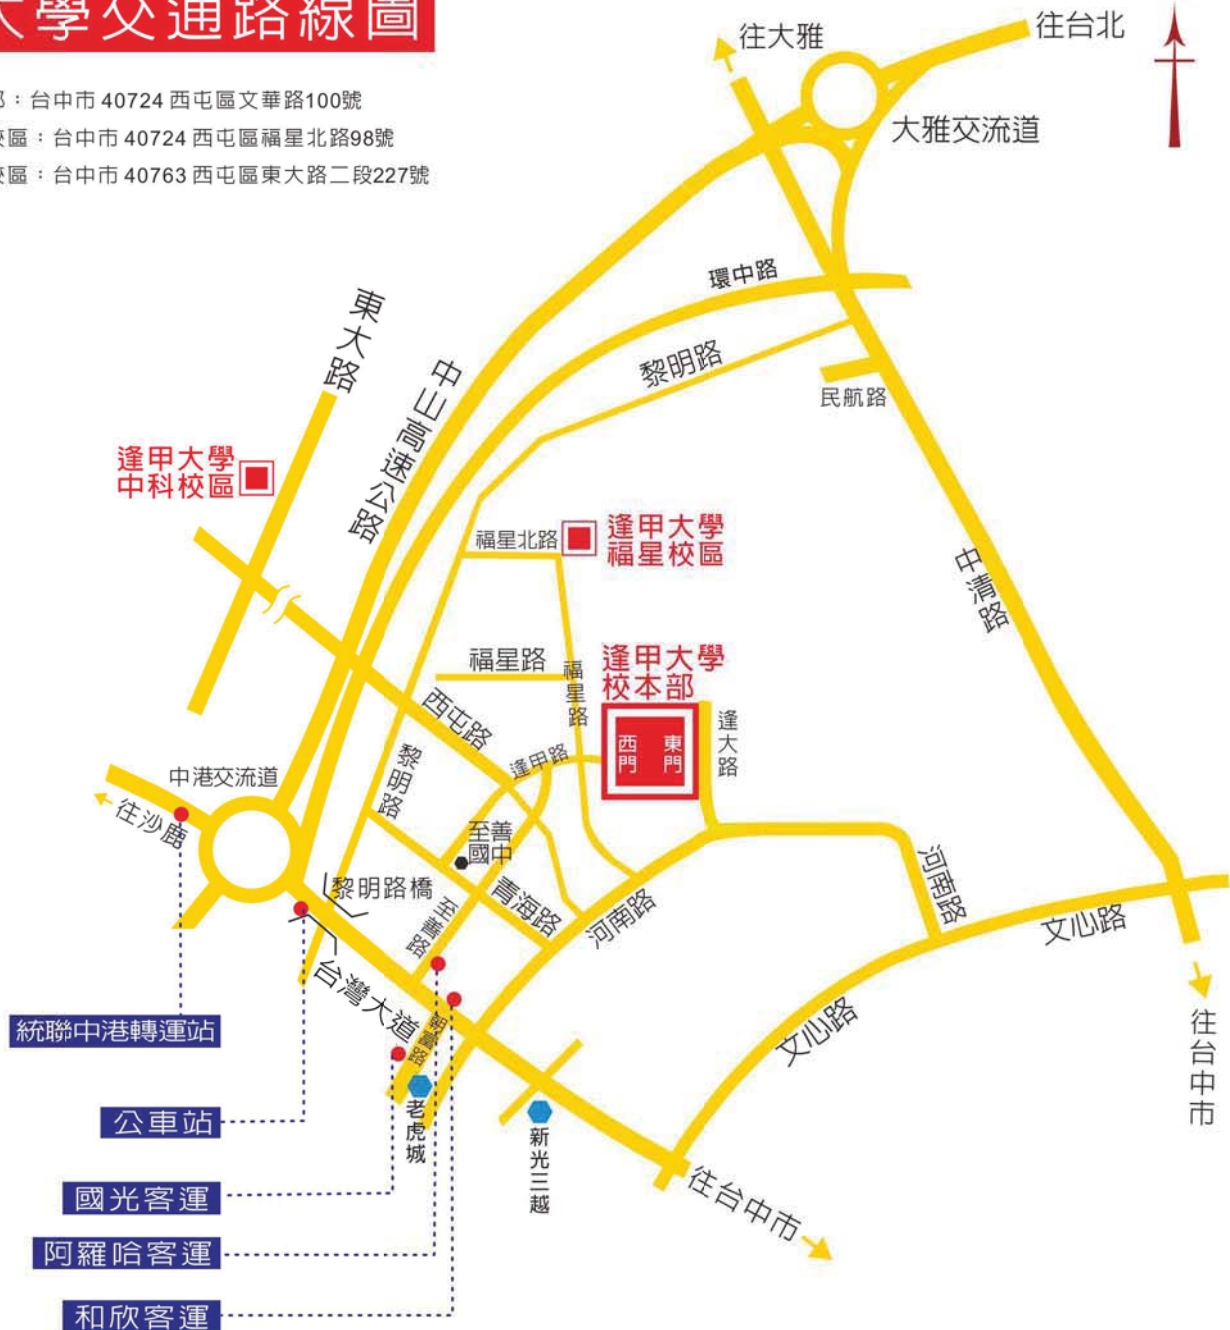 大學交通路線圖
：台中市 40724 西屯區文華路100號
校區：台中市 40724 西屯區福星北路98號
校區：台中市 40763 西屯區東大路二段227號
往大雅
往台北
大雅交流道
環中路
東大路
黎明路
民航路
中山高速公路
逢甲大學
中科校區
福星北路
逢甲大學
福星校區
中清路
福星路
福星路
逢甲大學
校本部
西門
東門
逢大路
西屯路
逢甲路
黎明路
中港交流道
往沙鹿
至善
國中
黎明路橋
青海路
至善路
河南路
河南路
文心路
台灣大道
朝富路
文心路
往台中市
統聯中港轉運站
公車站
老虎城
新光三越
國光客運
往台中市
阿羅哈客運
和欣客運